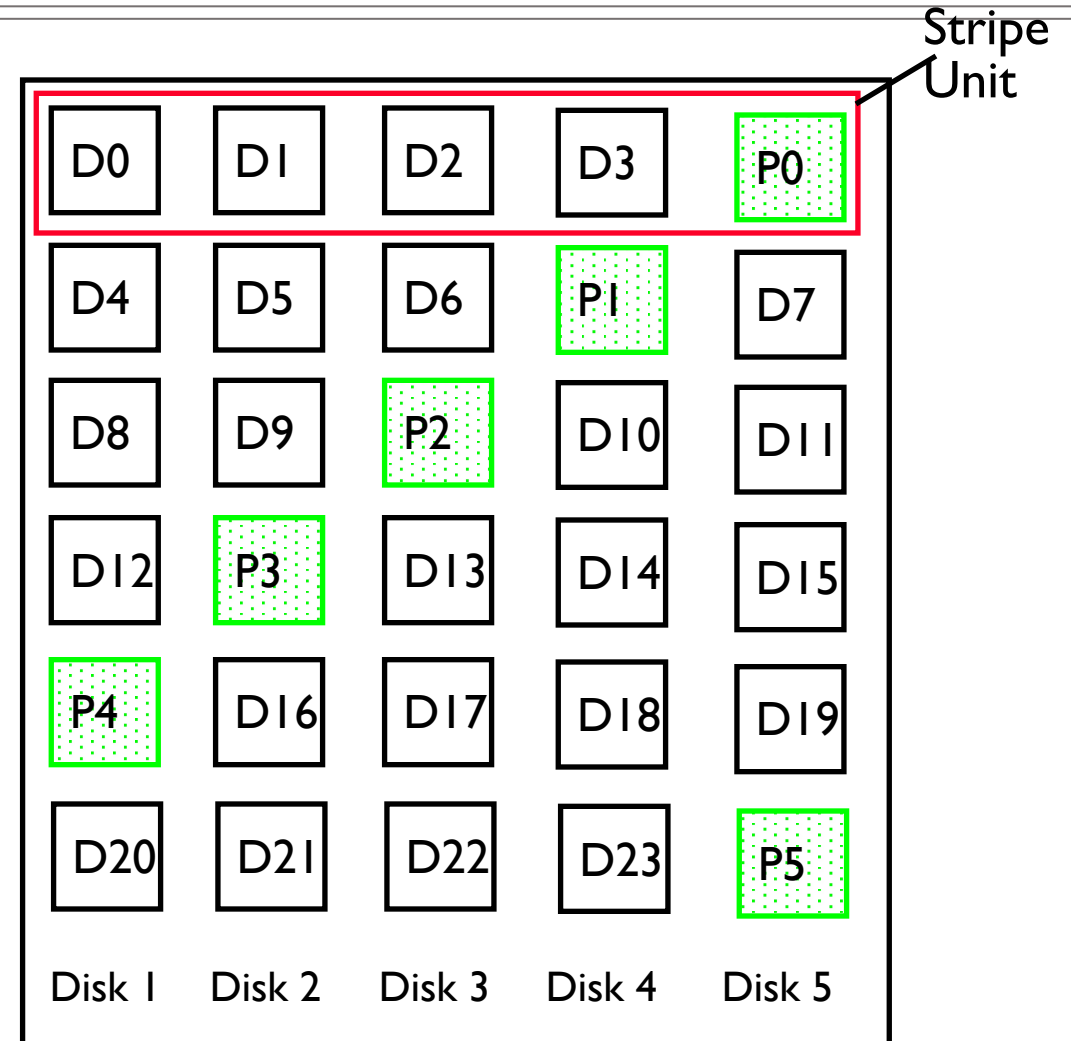 Stripe
Unit
D0 D1 D2 D3 P0
D4 D5 D6 P1 D7
D8 D9 P2 D10 D11
D12 P3 D13 D14 D15
P4 D16 D17 D18 D19
D20 D21 D22 D23 P5
Disk 1 Disk 2 Disk 3 Disk 4 Disk 5